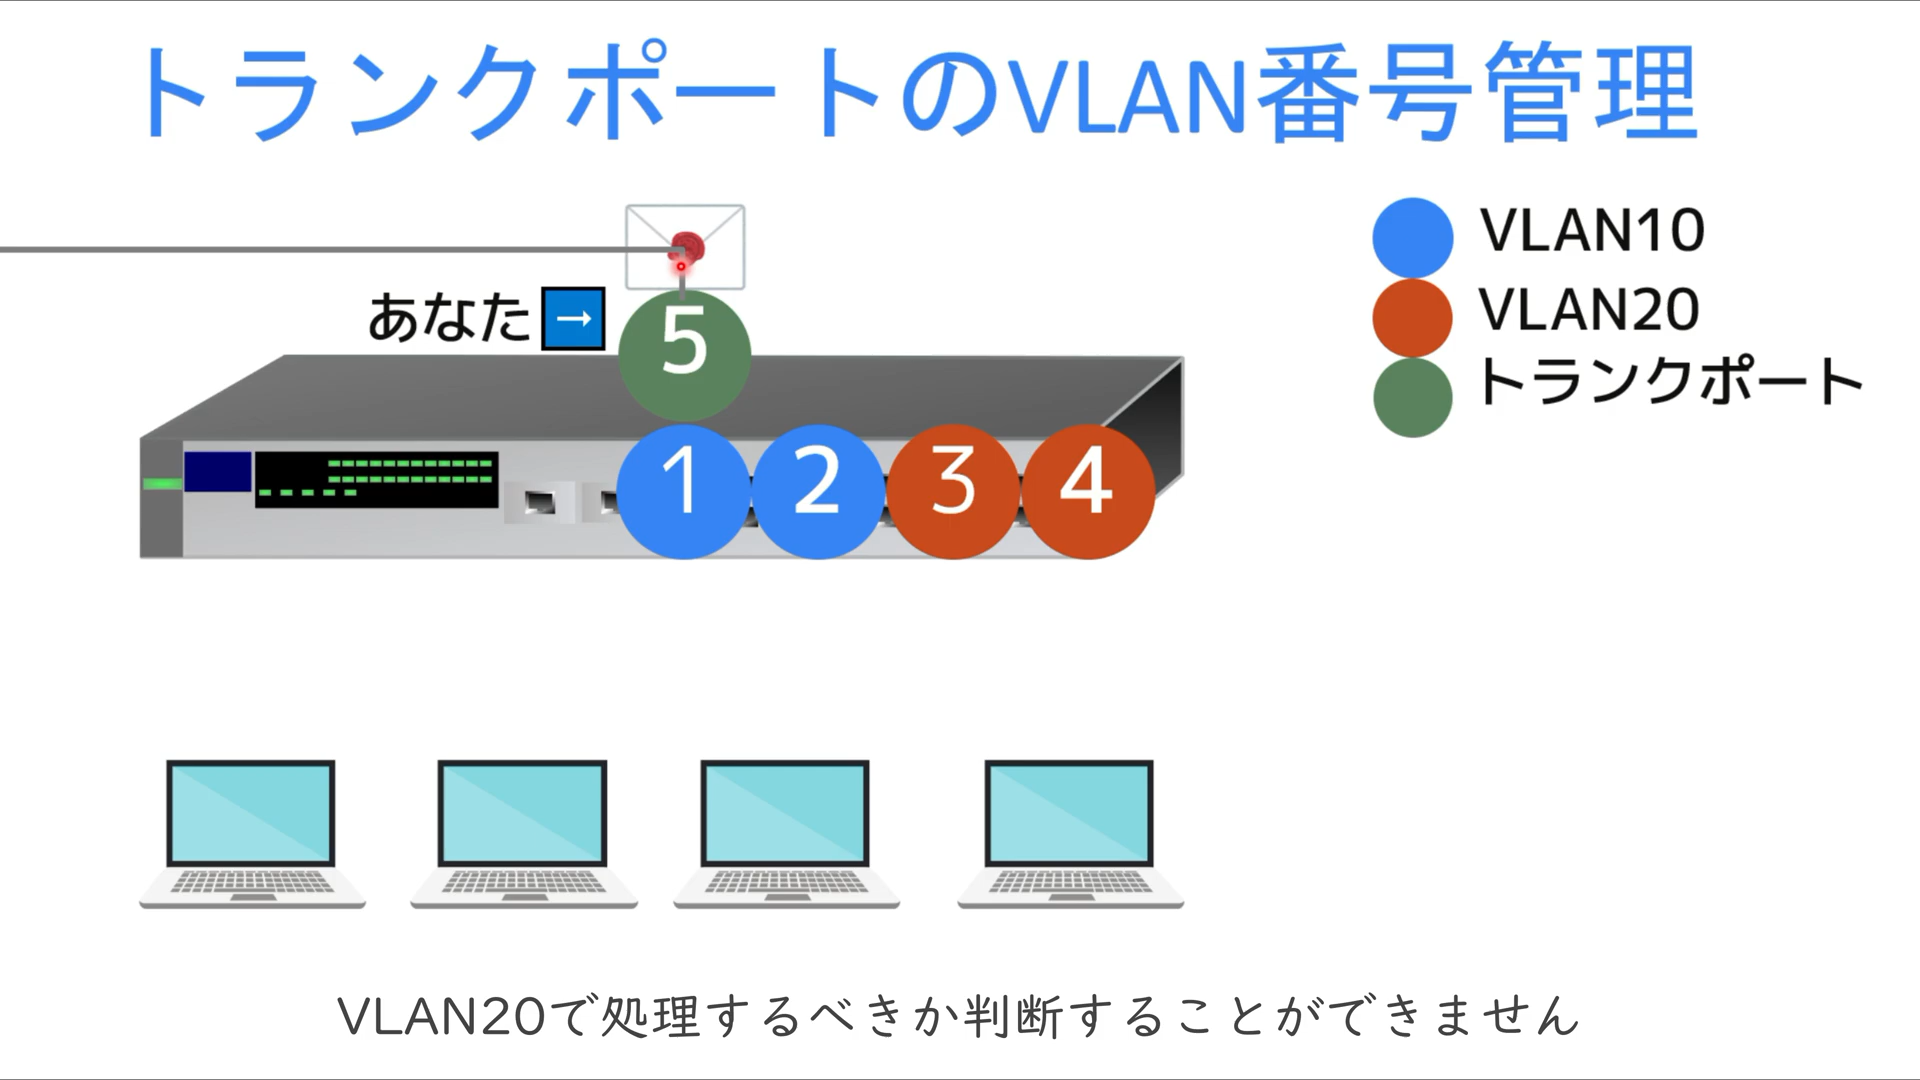 トランクポートのVLAN番号管理
VLAN10
VLAN20
トランクポート
あなた➡
5
1 2 3 4
VLAN20で処理するべきか判断することができません